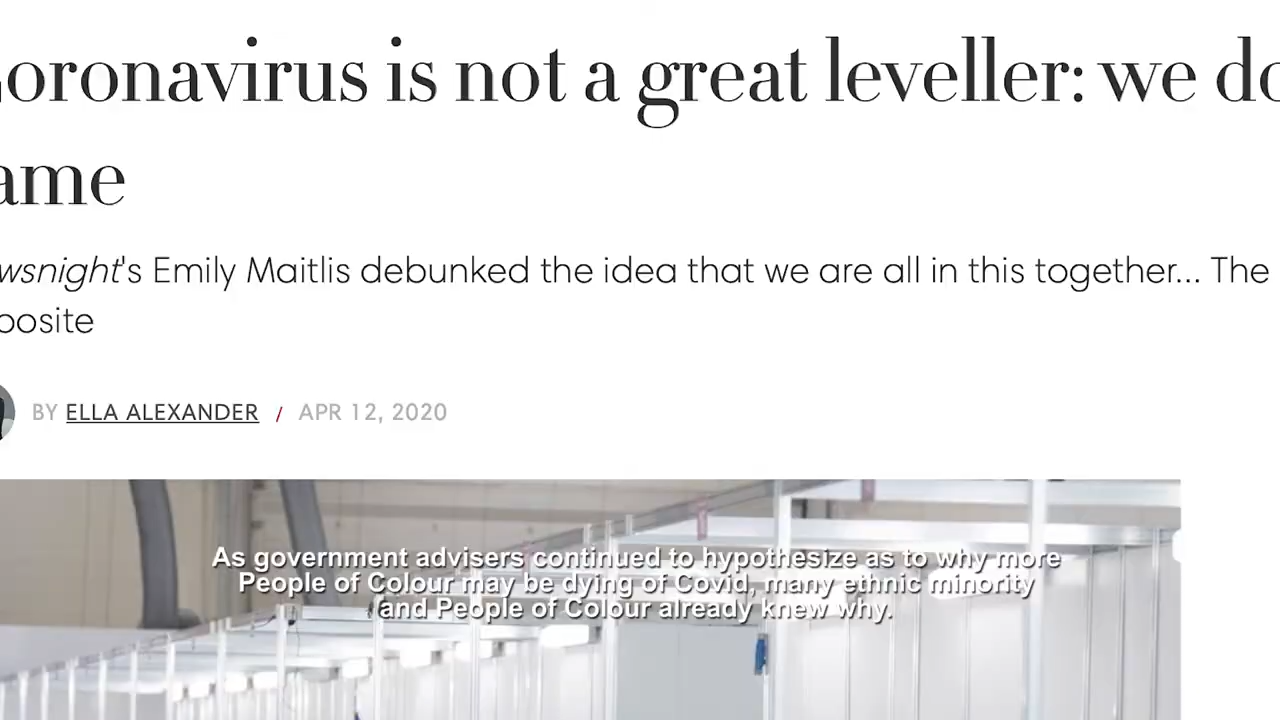 oronavirus is not a great leveller: we do
ame
wsnight's Emily Maitlis debunked the idea that we are all in this together... The
posite
BY ELLA ALEXANDER / APR 12, 2020
As government advisers continued to hypothesize as to why more
People of Colour may be dying of Covid, many ethnic minority
and People of Colour already knew why.